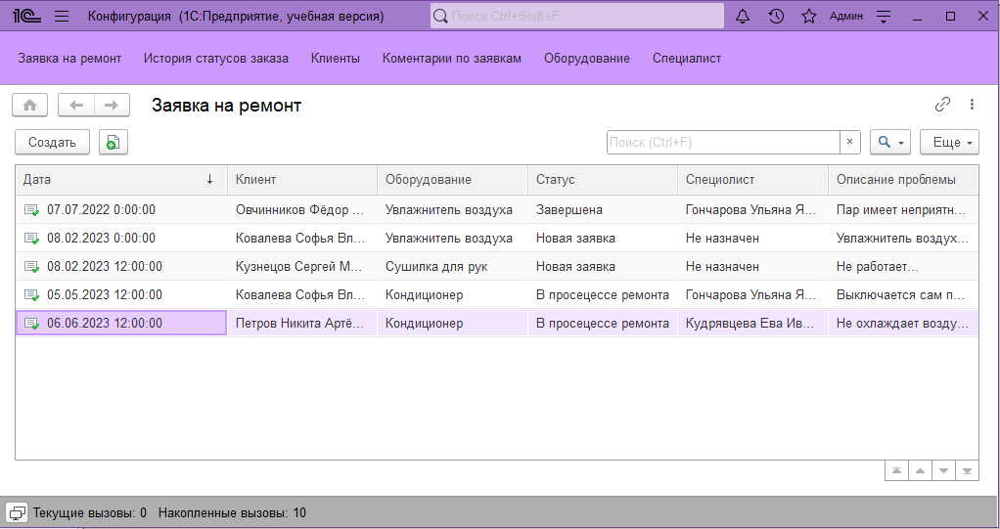 1С Конфигурация (1С:Предприятие, учебная версия) Поиск Ctrl+Shift+F Админ
Заявка на ремонт История статусов заказа Клиенты Коментарии по заявкам Оборудование Специалист
Заявка на ремонт
Создать Поиск (Ctrl+F) × Еще
Дата ↓ Клиент Оборудование Статус Специолист Описание проблемы
07.07.2022 0:00:00 Овчинников Фёдор ... Увлажнитель воздуха Завершена Гончарова Ульяна Я... Пар имеет неприятн...
08.02.2023 0:00:00 Ковалева Софья Вл... Увлажнитель воздуха Новая заявка Не назначен Увлажнитель воздух...
08.02.2023 12:00:00 Кузнецов Сергей М... Сушилка для рук Новая заявка Не назначен Не работает...
05.05.2023 12:00:00 Ковалева Софья Вл... Кондиционер В просецессе ремонта Гончарова Ульяна Я... Выключается сам п...
06.06.2023 12:00:00 Петров Никита Артё... Кондиционер В просецессе ремонта Кудрявцева Ева Ив... Не охлаждает возду...
Текущие вызовы: 0 Накопленные вызовы: 10